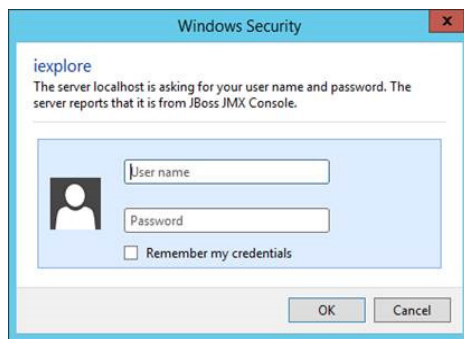 Windows Security
x
iexplore
The server localhost is asking for your user name and password. The
server reports that it is from JBoss JMX Console.
User name
Password
Remember my credentials
OK Cancel